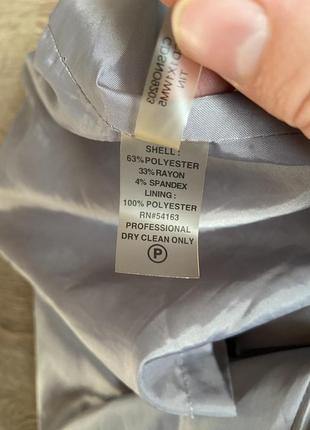 SHELL :
63% POLYESTER
33% RAYON
4% SPANDEX
LINING :
100% POLYESTER
RN#54163
PROFESSIONAL
DRY CLEAN ONLY
P